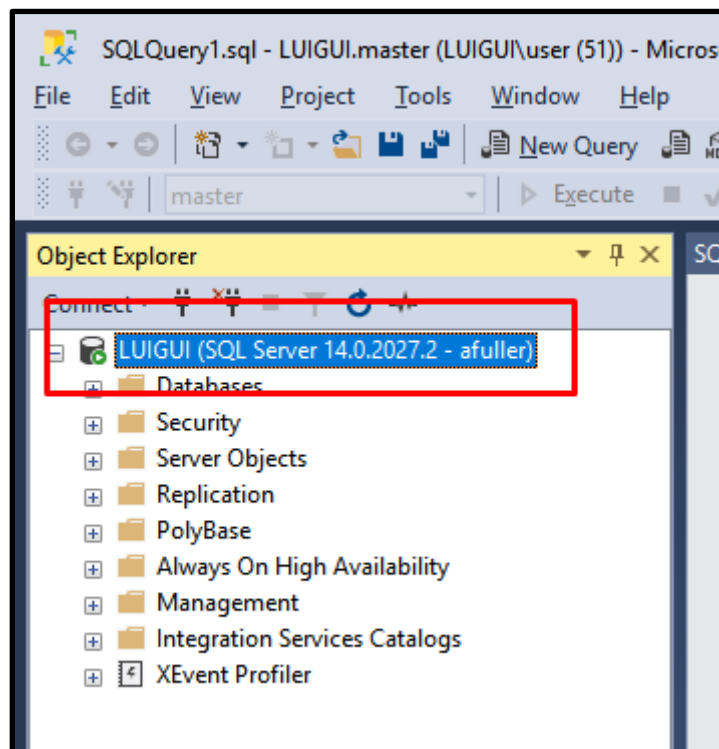 SQLQuery1.sql - LUIGUI.master (LUIGUI\user (51)) - Micros
File Edit View Project Tools Window Help
New Query
master Execute
Object Explorer SQ
Connect
LUIGUI (SQL Server 14.0.2027.2 - afuller)
Databases
Security
Server Objects
Replication
PolyBase
Always On High Availability
Management
Integration Services Catalogs
XEvent Profiler